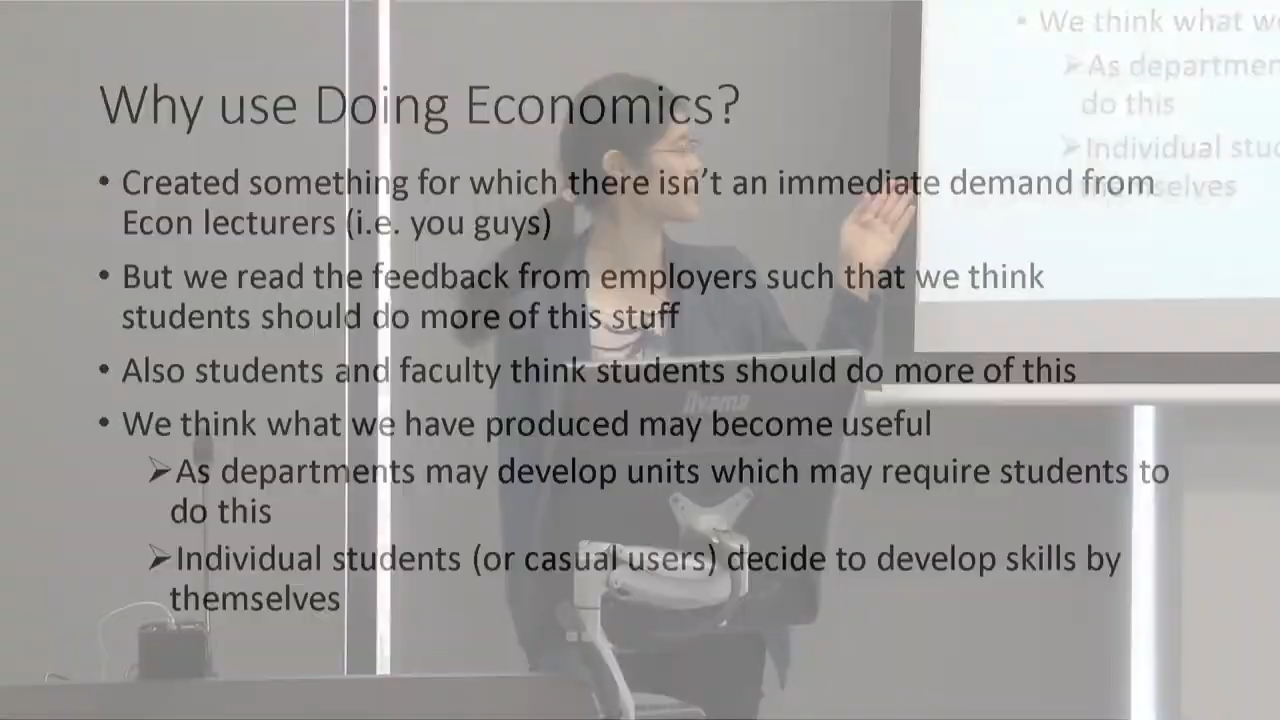 Why use Doing Economics?
• Created something for which there isn't an immediate demand from
Econ lecturers (i.e. you guys)
• But we read the feedback from employers such that we think
students should do more of this stuff
• Also students and faculty think students should do more of this
• We think what we have produced may become useful
➢As departments may develop units which may require students to
do this
➢Individual students (or casual users) decide to develop skills by
themselves
• We think what we
➢As departmen
do this
➢Individual stud
themselves
iiyama